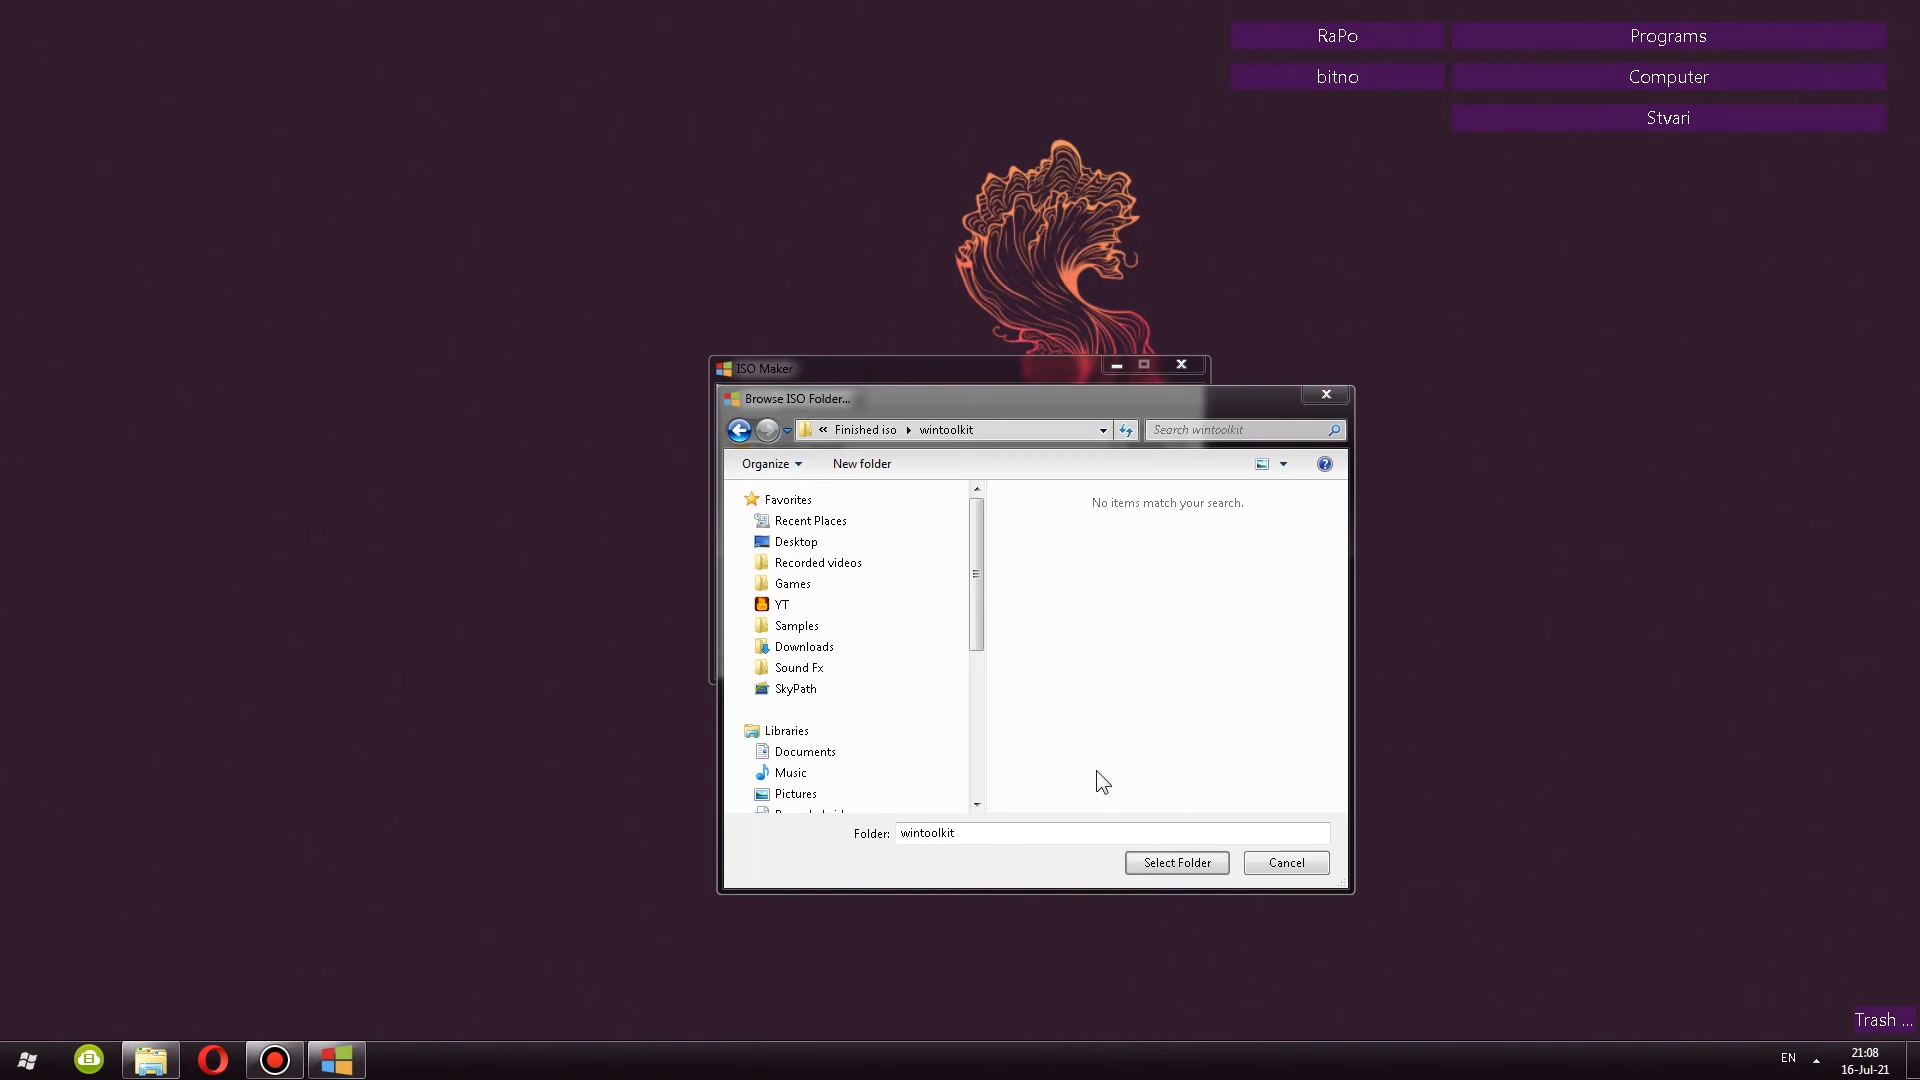 RaPo
Programs
bitno
Computer
Stvari
ISO Maker
Browse ISO Folder...
« Finished iso wintoolkit
Search wintoolkit
Organize
New folder
No items match your search.
Favorites
Recent Places
Desktop
Recorded videos
Games
YT
Samples
Downloads
Sound Fx
SkyPath
Libraries
Documents
Music
Pictures
Folder: wintoolkit
Select Folder
Cancel
Trash ...
EN
21:08
16-Jul-21